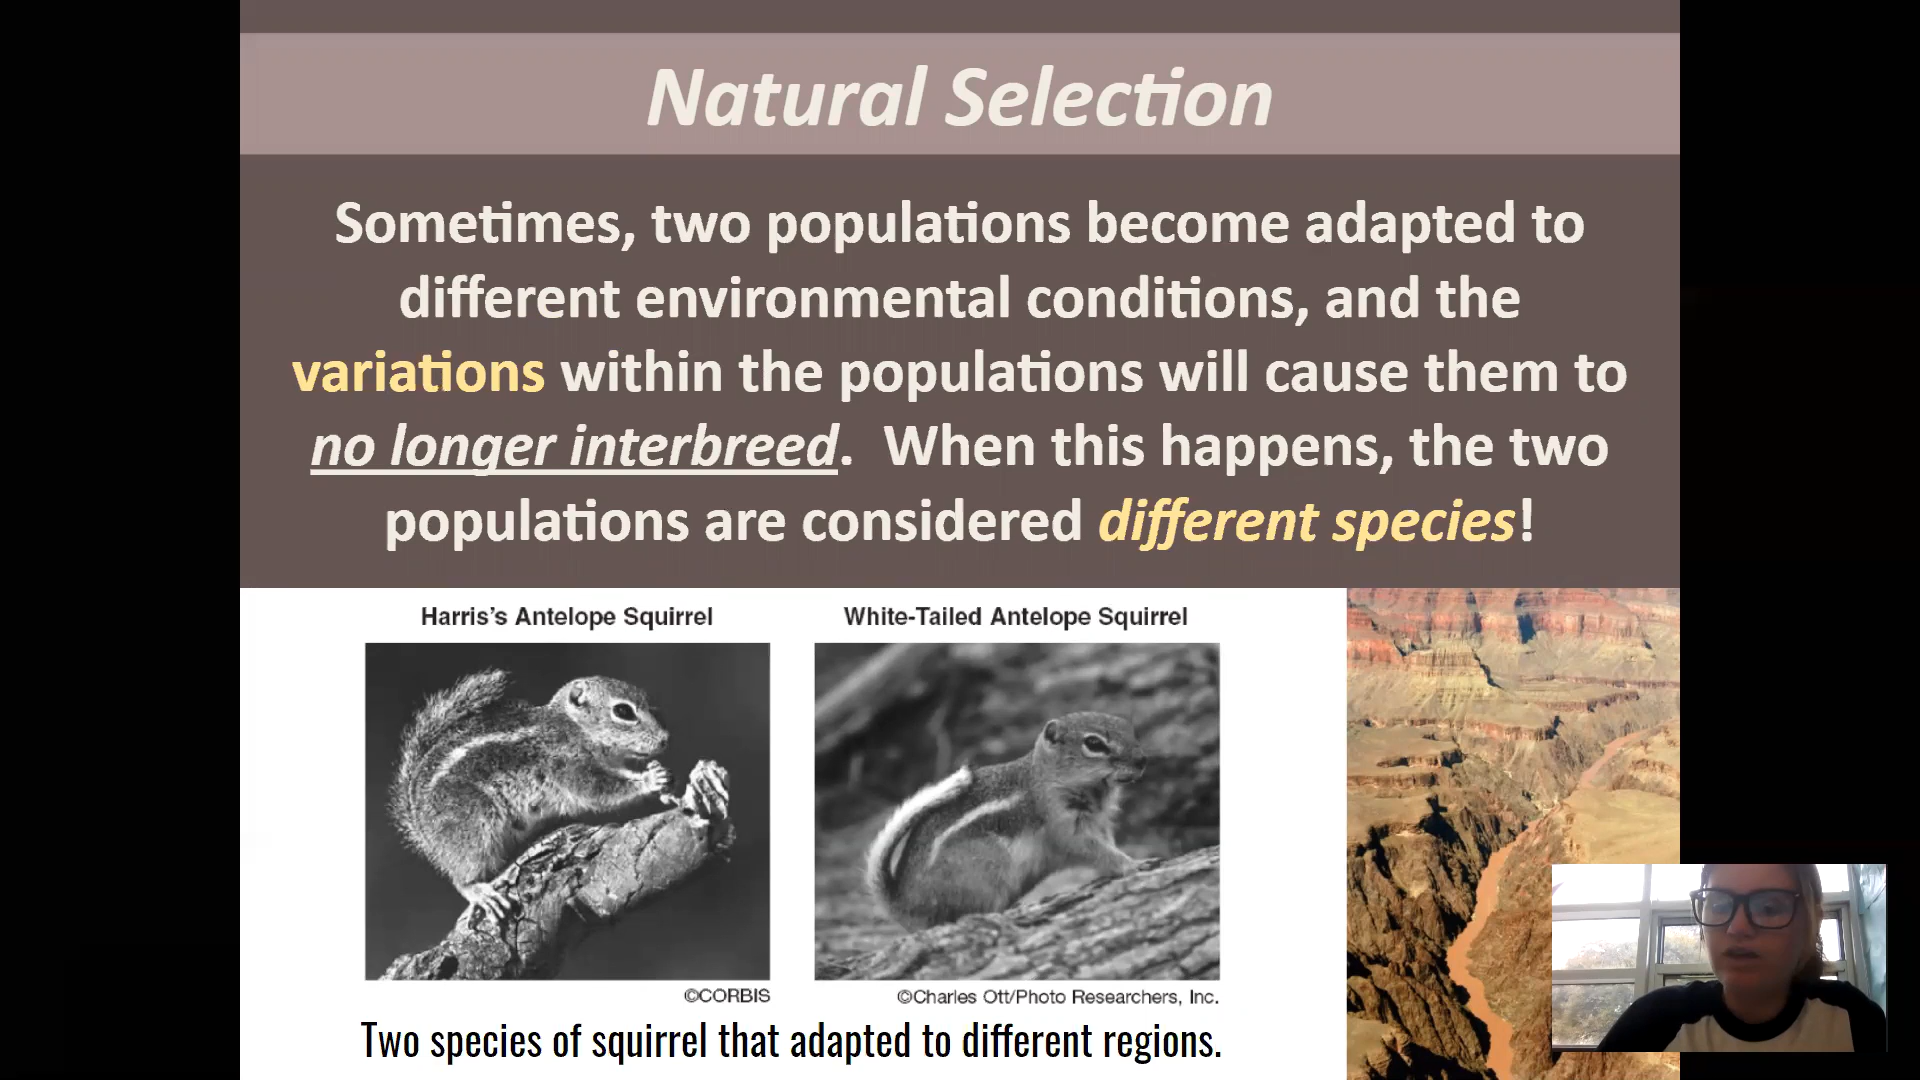 Natural Selection
Sometimes, two populations become adapted to
different environmental conditions, and the
variations within the populations will cause them to
no longer interbreed.  When this happens, the two
populations are considered different species!
Harris's Antelope Squirrel
White-Tailed Antelope Squirrel
©CORBIS
©Charles Ott/Photo Researchers, Inc.
Two species of squirrel that adapted to different regions.